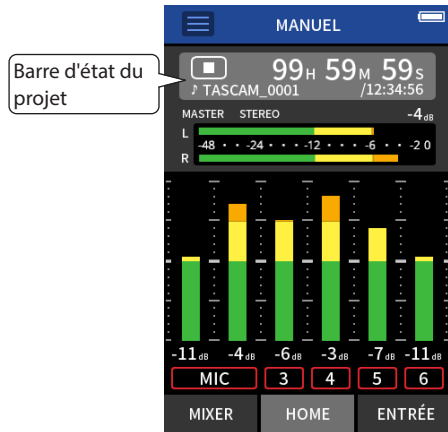 MANUEL
Barre d'état du
projet
99H 59M 59S
♪ TASCAM_0001 /12:34:56
MASTER STEREO -4dB
L
-48 • • -24 • • • • -12 • • • • -6 • • -2 0
R
-11dB -4dB -6dB -3dB -7dB -11dB
MIC 3 4 5 6
MIXER HOME ENTRÉE